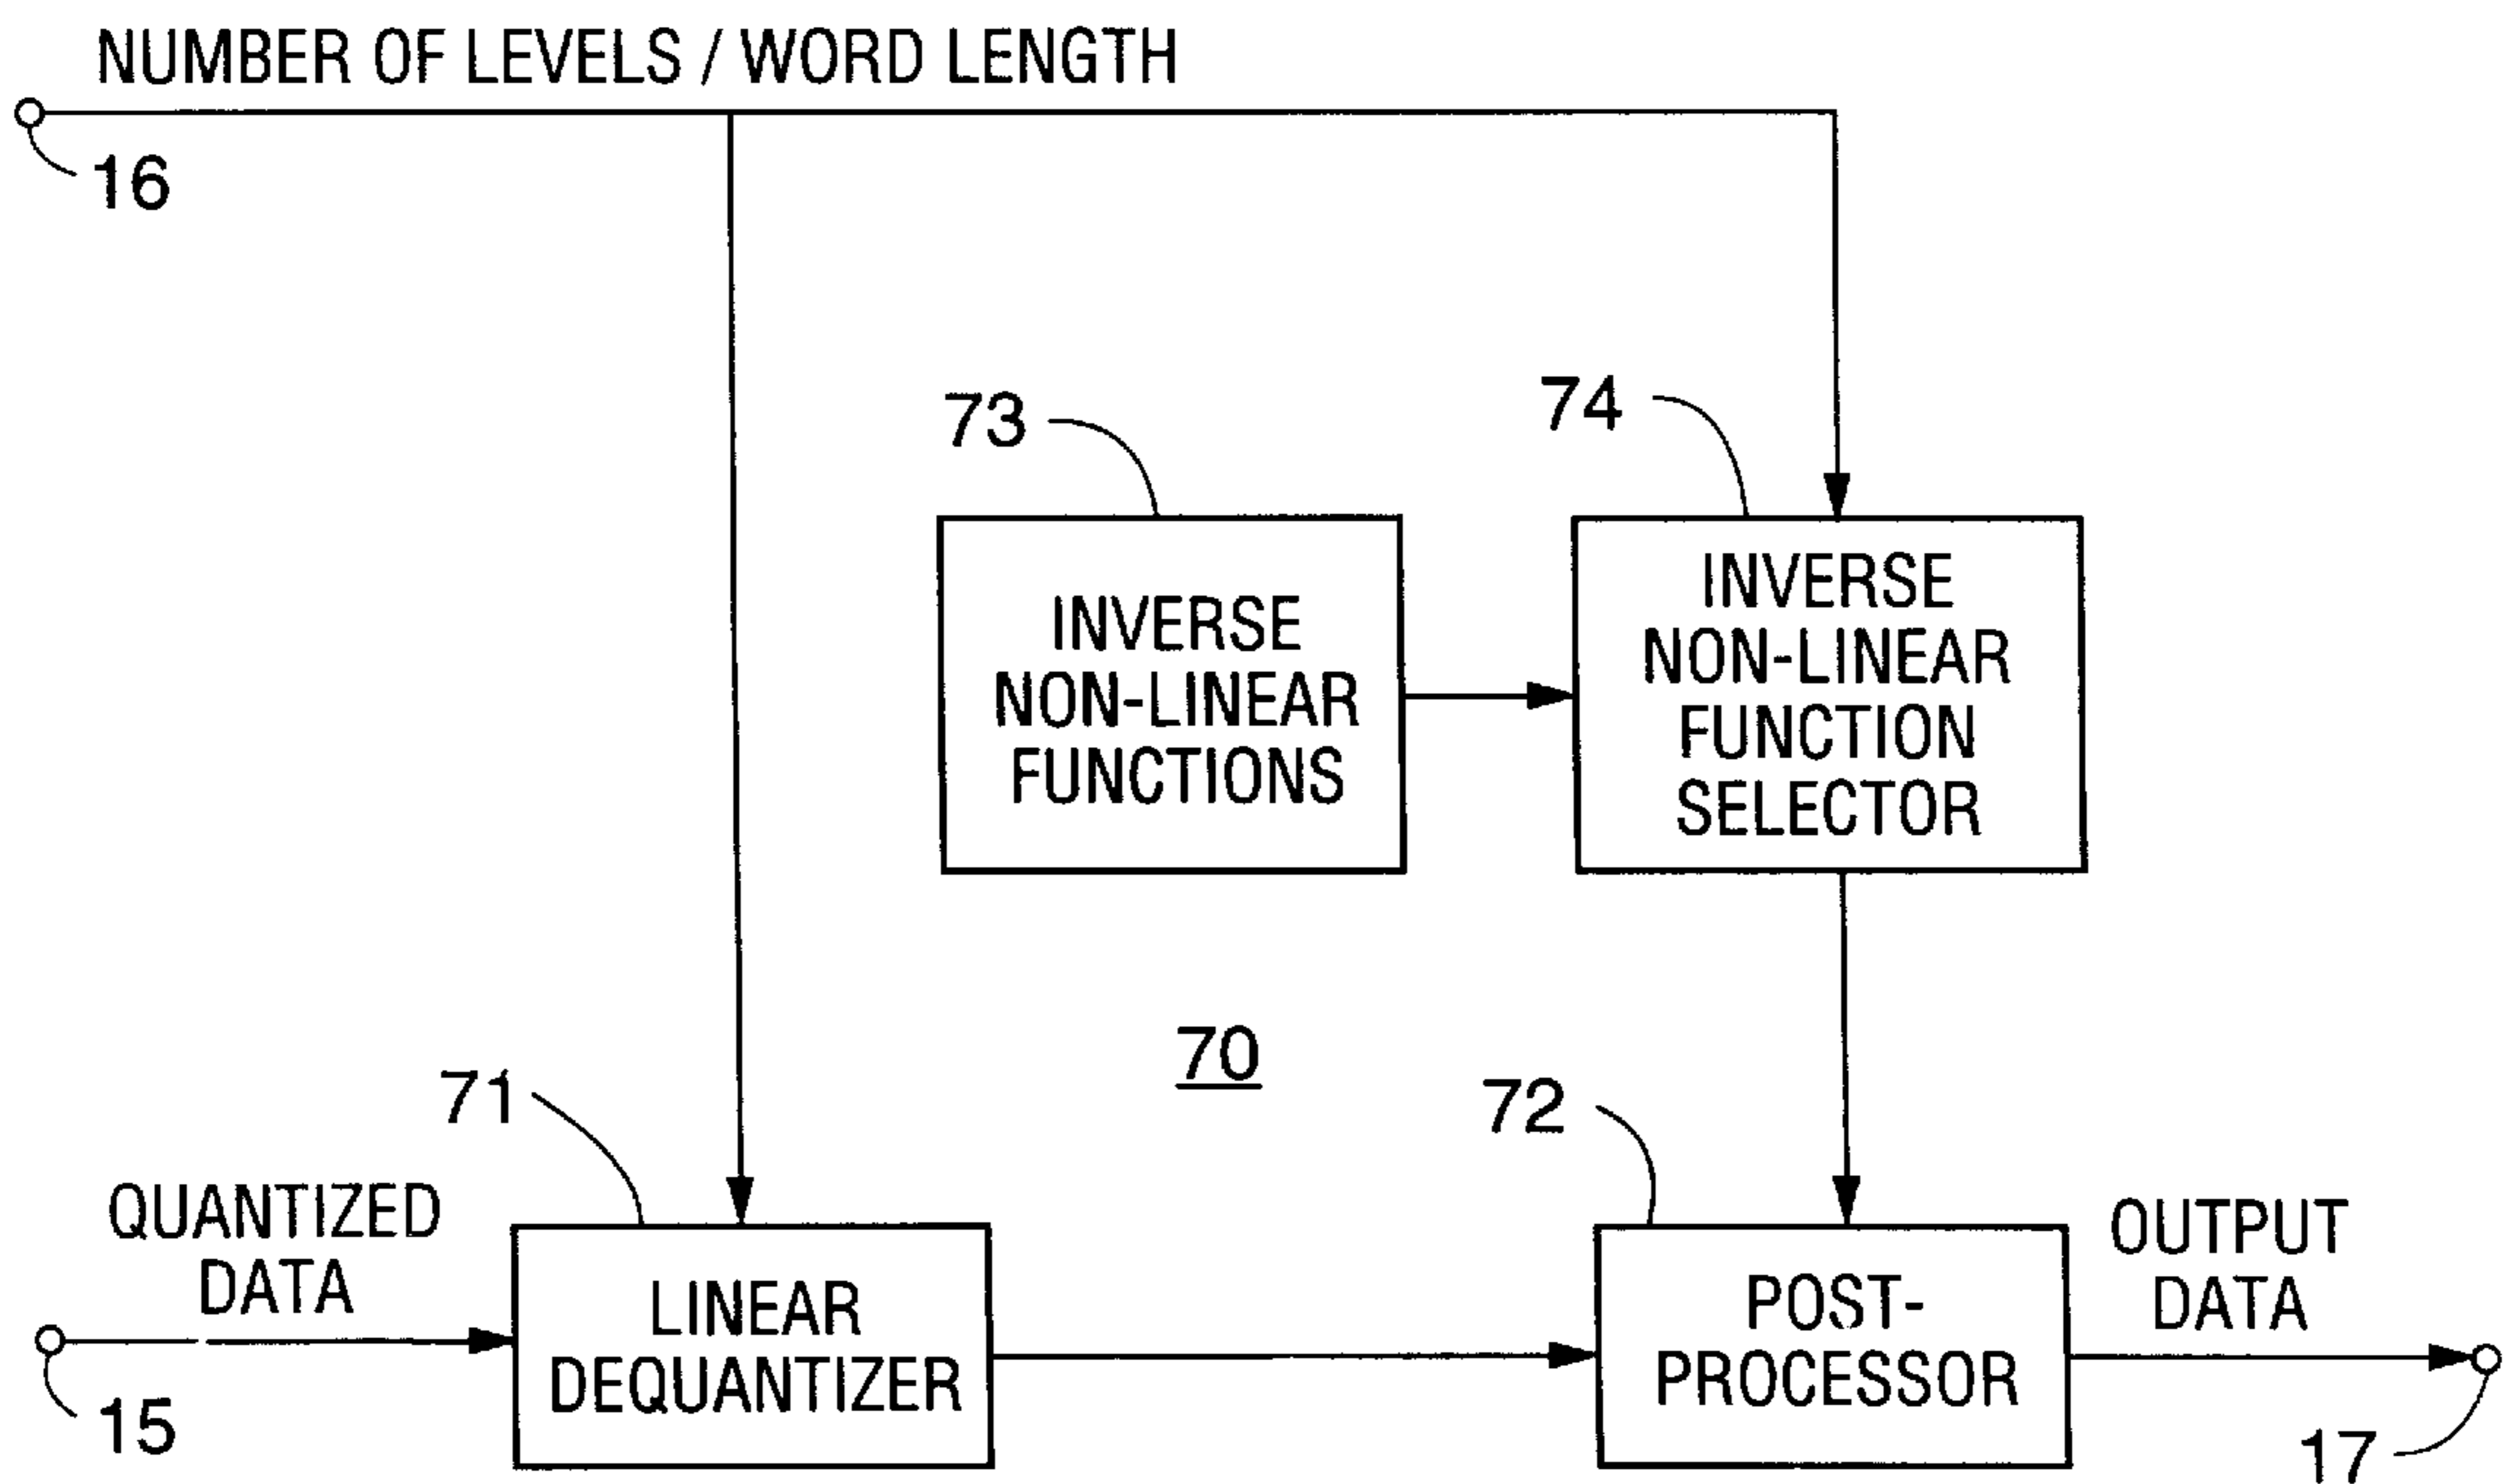 NUMBER OF LEVELS / WORD LENGTH
16
73
74
INVERSE
NON-LINEAR
FUNCTIONS
INVERSE
NON-LINEAR
FUNCTION
SELECTOR
70
71
72
QUANTIZED
DATA
15
LINEAR
DEQUANTIZER
POST-
PROCESSOR
OUTPUT
DATA
17